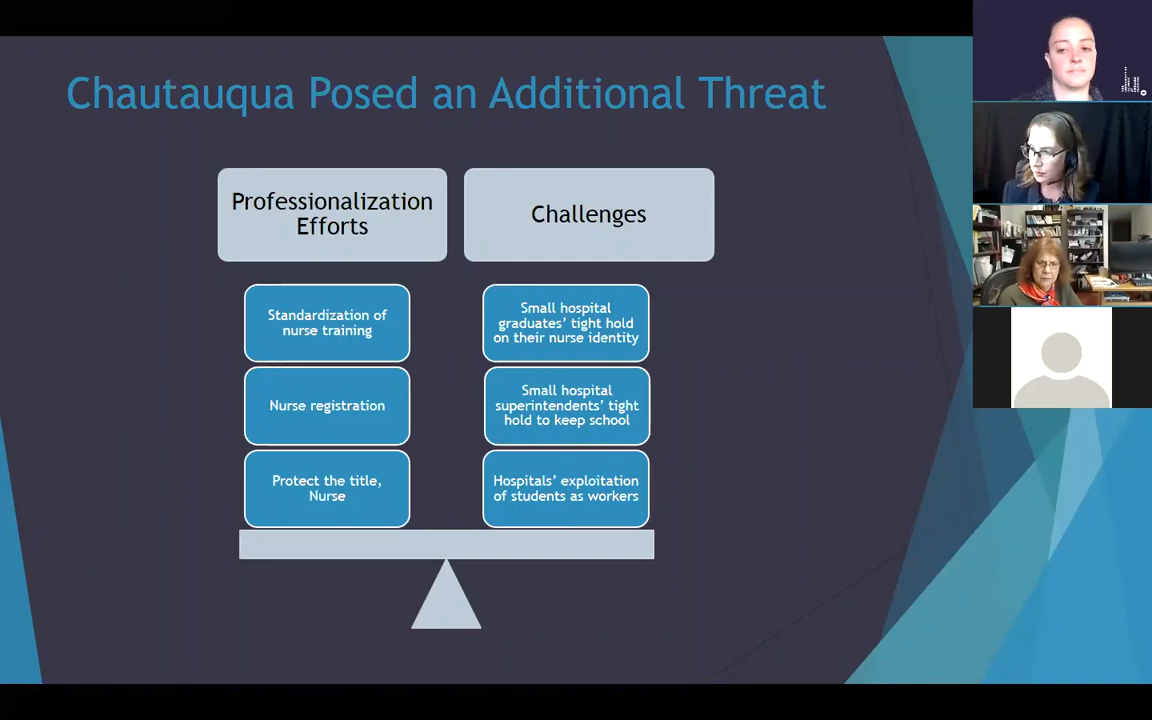 Chautauqua Posed an Additional Threat
Professionalization
Efforts
Challenges
Standardization of
nurse training
Nurse registration
Protect the title,
Nurse
Small hospital
graduates’ tight hold
on their nurse identity
Small hospital
superintendents’ tight
hold to keep school
Hospitals’ exploitation
of students as workers